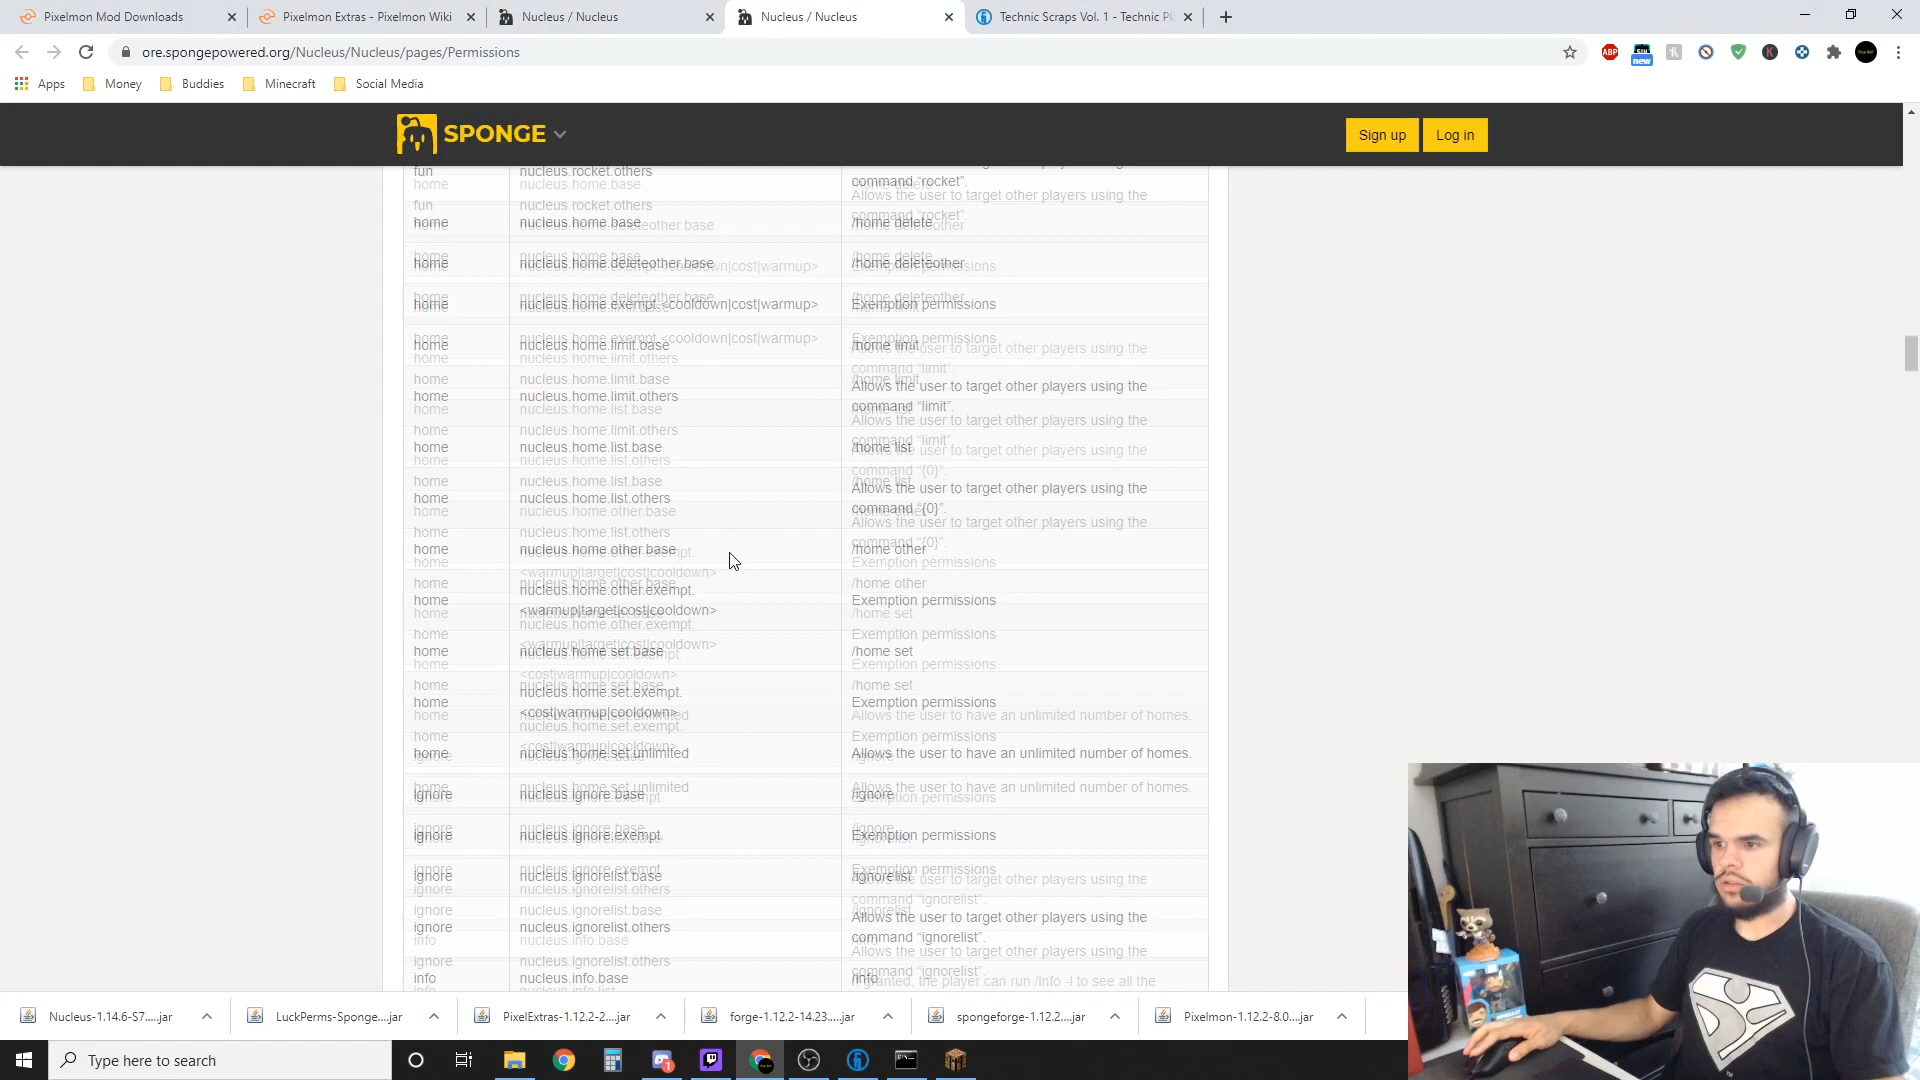 Pixelmon Mod Downloads
Pixelmon Extras - Pixelmon Wiki
Nucleus / Nucleus
Nucleus / Nucleus
Technic Scraps Vol. 1 - Technic Pl
ore.spongepowered.org/Nucleus/Nucleus/pages/Permissions
ABP
new
Apps
Money
Buddies
Minecraft
Social Media
SPONGE
Sign up
Log in
fun nucleus.rocket.others command “rocket”.
home nucleus.home.base /home delete
home nucleus.home.deleteother.base /home deleteother
home nucleus.home.exempt.<cooldown|cost|warmup> Exemption permissions
home nucleus.home.limit.base /home limit
home nucleus.home.limit.others Allows the user to target other players using the
command “limit”.
home nucleus.home.list.base /home list
home nucleus.home.list.others Allows the user to target other players using the
command “{0}”.
home nucleus.home.other.base /home other
home nucleus.home.other.exempt.
<warmup|target|cost|cooldown> Exemption permissions
home nucleus.home.set.base /home set
home nucleus.home.set.exempt.
<cost|warmup|cooldown> Exemption permissions
home nucleus.home.set.unlimited Allows the user to have an unlimited number of homes.
ignore nucleus.ignore.base /ignore
ignore nucleus.ignore.exempt. Exemption permissions
ignore nucleus.ignorelist.base /ignorelist
ignore nucleus.ignorelist.others Allows the user to target other players using the
command “ignorelist”.
info nucleus.info.base /info
Nucleus-1.14.6-S7.....jar
LuckPerms-Sponge....jar
PixelExtras-1.12.2-2....jar
forge-1.12.2-14.23.....jar
spongeforge-1.12.2....jar
Pixelmon-1.12.2-8.0....jar
Type here to search